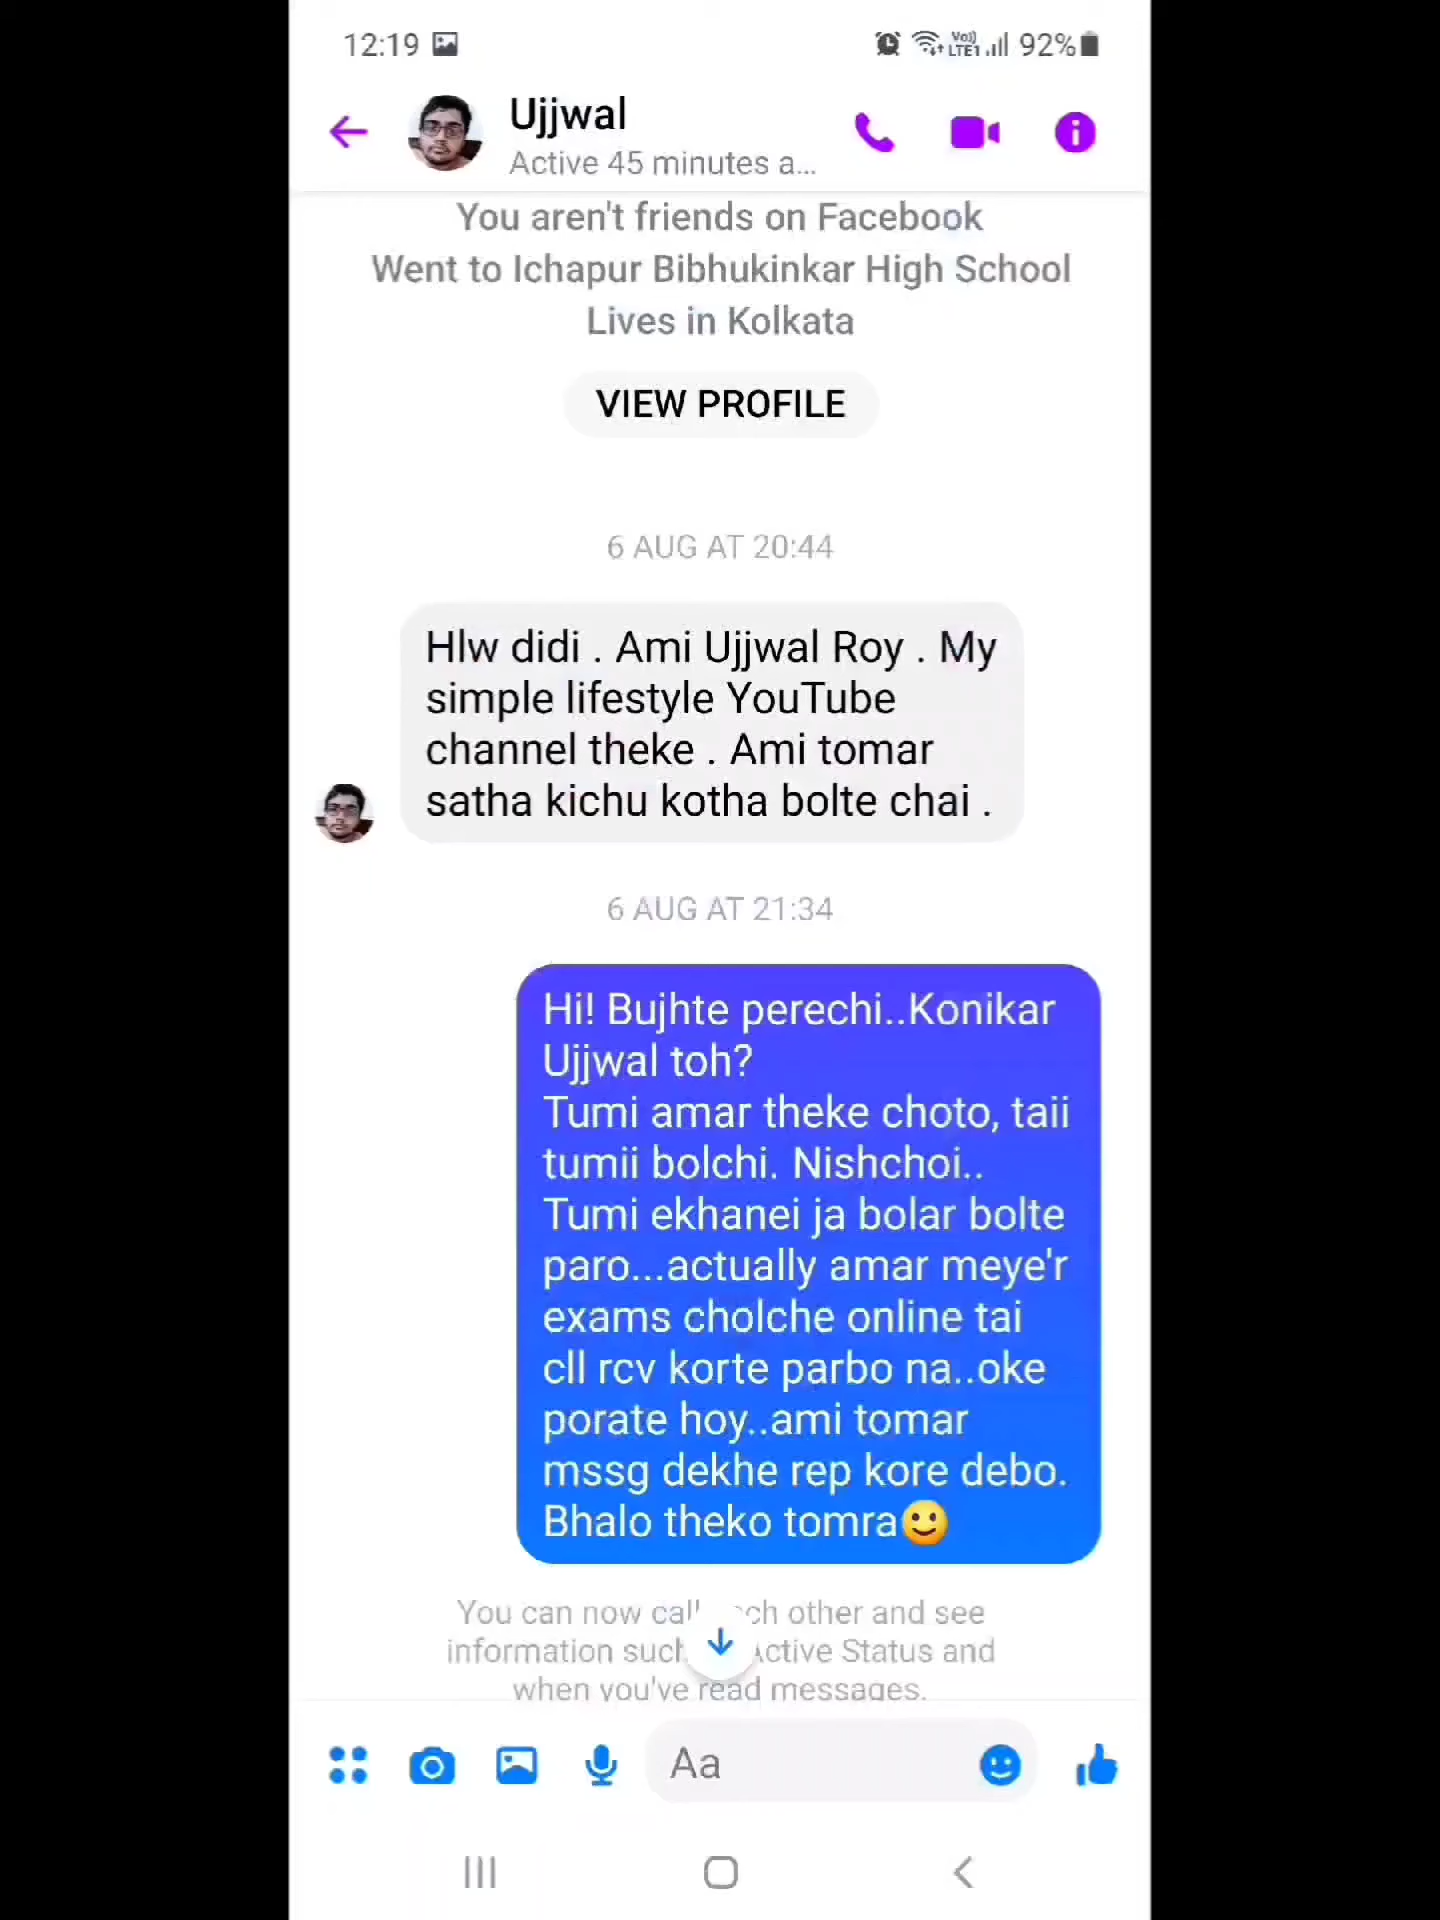 12:19
Vo))
LTE1
92%
Ujjwal
Active 45 minutes a...
You aren't friends on Facebook
Went to Ichapur Bibhukinkar High School
Lives in Kolkata
VIEW PROFILE
6 AUG AT 20:44
Hlw didi . Ami Ujjwal Roy . My
simple lifestyle YouTube
channel theke . Ami tomar
satha kichu kotha bolte chai .
6 AUG AT 21:34
Hi! Bujhte perechi..Konikar
Ujjwal toh?
Tumi amar theke choto, taii
tumii bolchi. Nishchoi..
Tumi ekhanei ja bolar bolte
paro...actually amar meye'r
exams cholche online tai
cll rcv korte parbo na..oke
porate hoy..ami tomar
mssg dekhe rep kore debo.
Bhalo theko tomra🙂
You can now call other and see
information such Active Status and
when you've read messages.
Aa